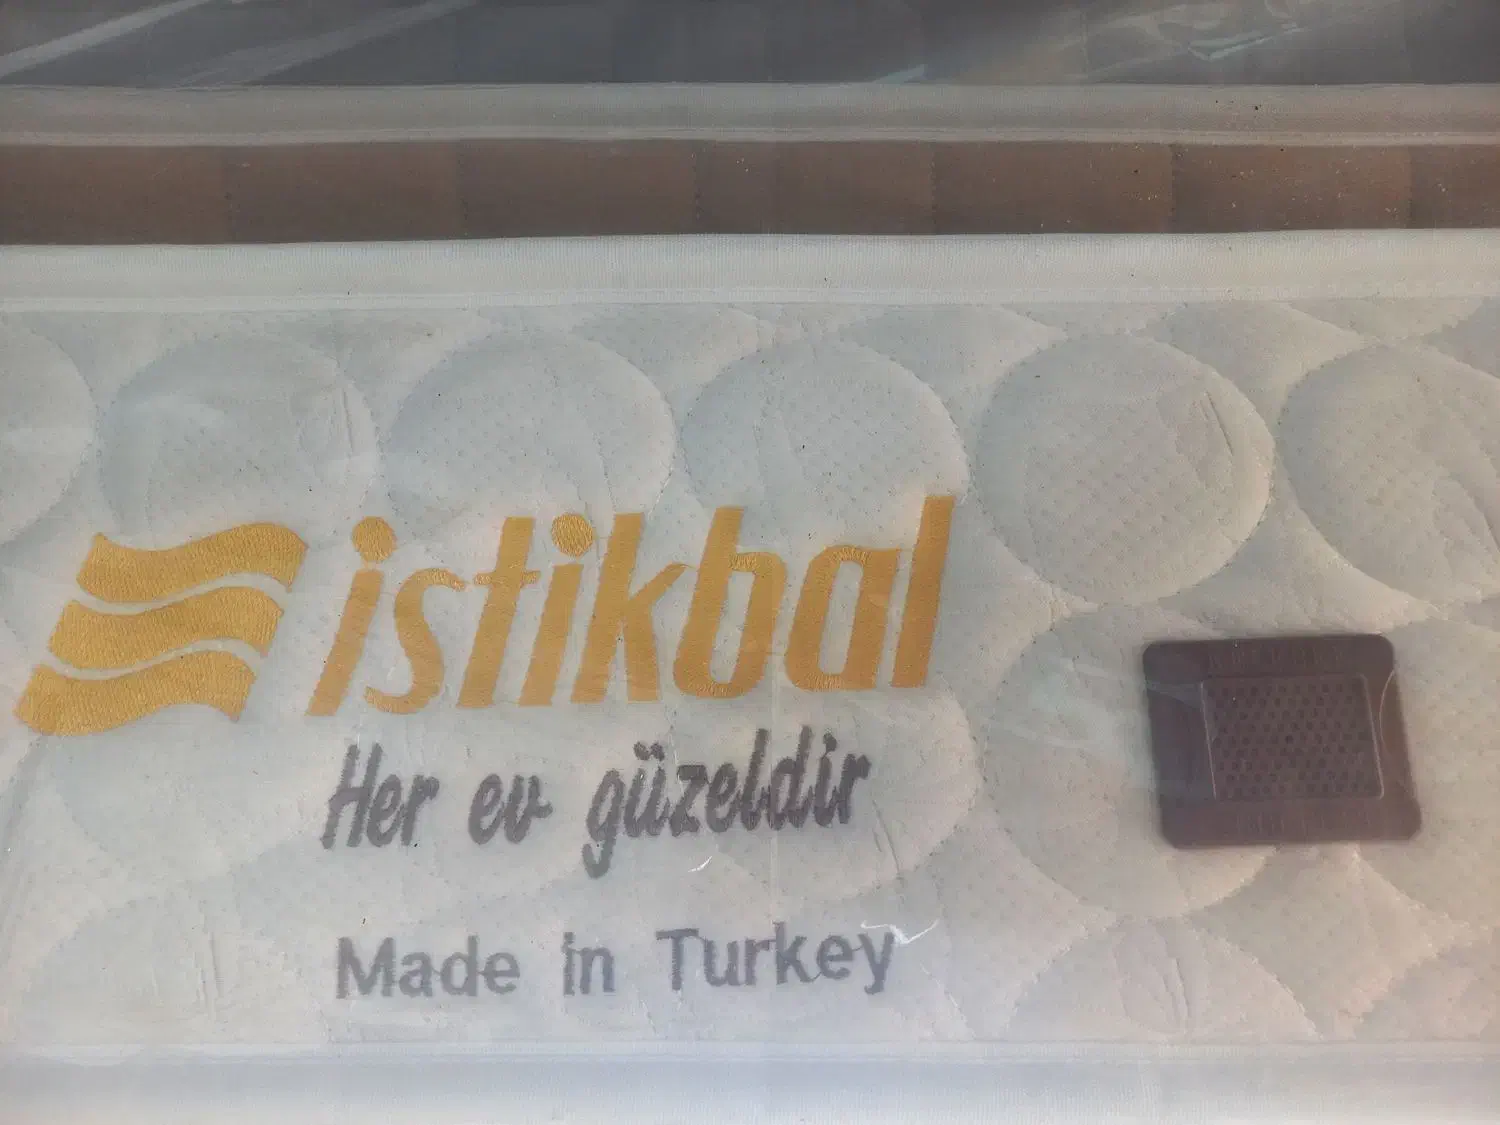 istikbal
Her ev güzeldir
Made in Turkey